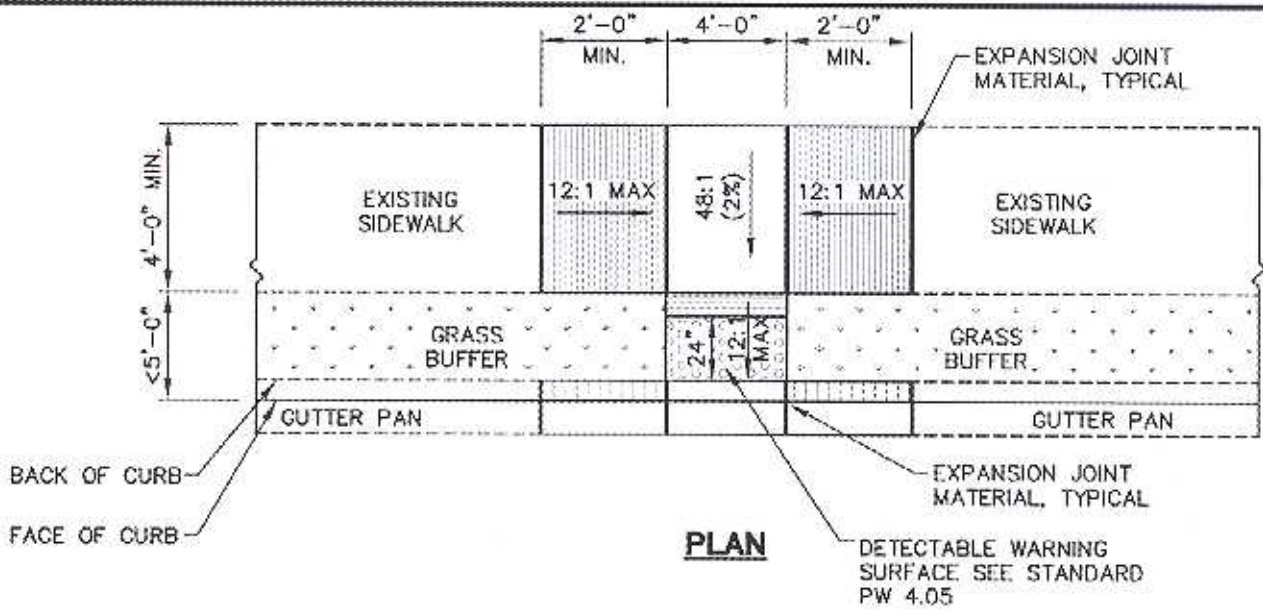 2'-0"
4'-0"
2'-0"
MIN.
MIN.
EXPANSION JOINT
MATERIAL, TYPICAL
4'-0" MIN.
EXISTING
SIDEWALK
12:1 MAX
48:1
(2%)
12:1 MAX
EXISTING
SIDEWALK
<5'-0"
GRASS
BUFFER
24"
12:1
MAX
GRASS
BUFFER
GUTTER PAN
GUTTER PAN
BACK OF CURB
FACE OF CURB
EXPANSION JOINT
MATERIAL, TYPICAL
PLAN
DETECTABLE WARNING
SURFACE SEE STANDARD
PW 4.05